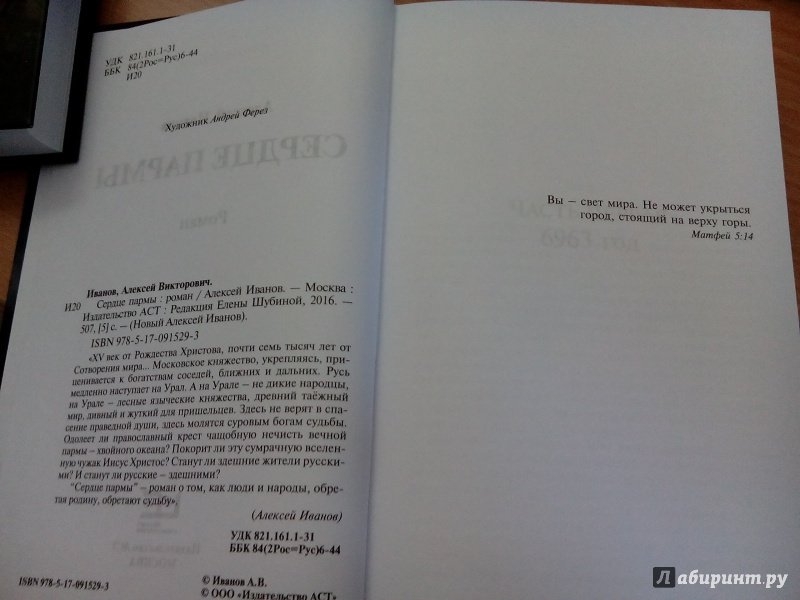 УДК 821.161.1-31
ББК 84(2Рос=Рус)6-44
И20
Художник Андрей Ферез
СЕРДЦЕ ПАРМЫ
Роман
Иванов, Алексей Викторович.
И20 Сердце пармы : роман / Алексей Иванов. — Москва :
Издательство АСТ : Редакция Елены Шубиной, 2016. —
507, [5] с. — (Новый Алексей Иванов).
ISBN 978-5-17-091529-3
«XV век от Рождества Христова, почти семь тысяч лет от
Сотворения мира... Московское княжество, укрепляясь, при-
ценивается к богатствам соседей, ближних и дальних. Русь
медленно наступает на Урал. А на Урале — не дикие народцы,
на Урале — лесные языческие княжества, древний таёжный
мир, дивный и жуткий для пришельцев. Здесь не верят в спа-
сение праведной души, здесь молятся суровым богам судьбы.
Одолеет ли православный крест чащобную нечисть вечной
пармы — хвойного океана? Покорит ли эту сумрачную вселен-
ную чужак Иисус Христос? Станут ли здешние жители русски-
ми? И станут ли русские — здешними?
"Сердце пармы" — роман о том, как люди и народы, обре-
тая родину, обретают судьбу».
(Алексей Иванов)
УДК 821.161.1-31
ББК 84(2Рос=Рус)6-44
ISBN 978-5-17-091529-3
© Иванов А.В.
© ООО «Издательство АСТ»
Вы — свет мира. Не может укрыться
город, стоящий на верху горы.
Матфей 5:14
Лабиринт.ру